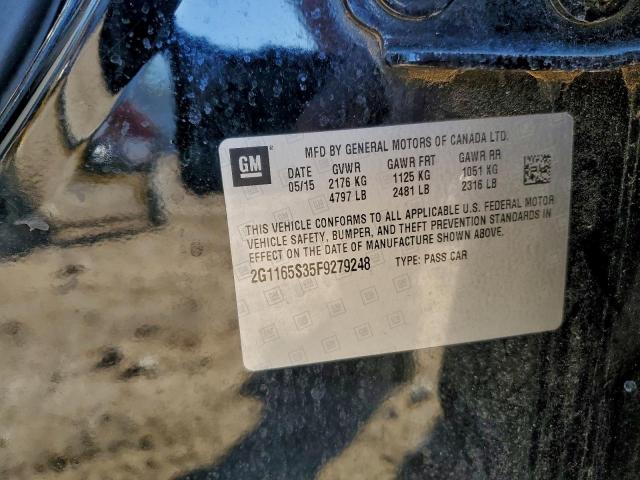 GM
MFD BY GENERAL MOTORS OF CANADA LTD.
DATE GVWR GAWR FRT GAWR RR
05/15 2176 KG 1125 KG 1051 KG
4797 LB 2481 LB 2316 LB
THIS VEHICLE CONFORMS TO ALL APPLICABLE U.S. FEDERAL MOTOR
VEHICLE SAFETY, BUMPER, AND THEFT PREVENTION STANDARDS IN
EFFECT ON THE DATE OF MANUFACTURE SHOWN ABOVE.
2G1165S35F9279248 TYPE: PASS CAR